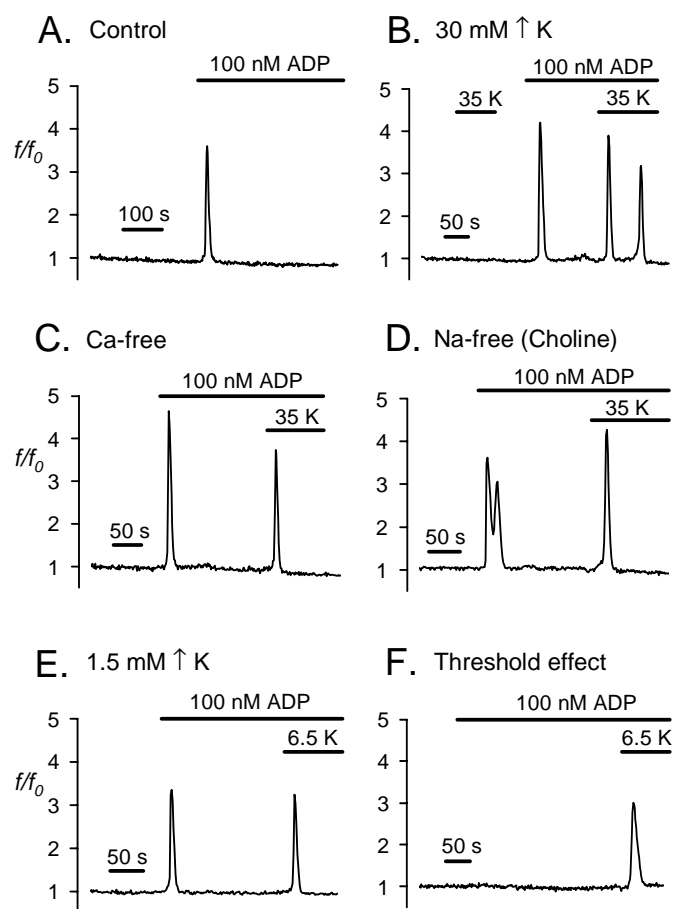 A. Control
100 nM ADP
5
4
f/f0
3
2
1
100 s
B. 30 mM ↑ K
100 nM ADP
35 K
35 K
5
4
3
2
1
50 s
C. Ca-free
100 nM ADP
35 K
5
4
f/f0
3
2
1
50 s
D. Na-free (Choline)
100 nM ADP
35 K
5
4
3
2
1
50 s
E. 1.5 mM ↑ K
100 nM ADP
6.5 K
5
4
f/f0
3
2
1
50 s
F. Threshold effect
100 nM ADP
6.5 K
5
4
3
2
1
50 s